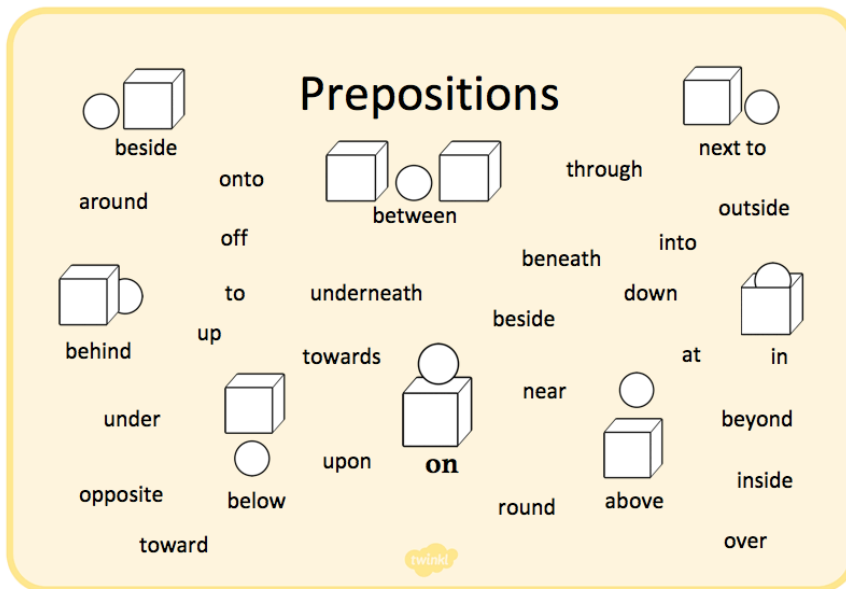 Prepositions
beside
next to
onto
through
around
between
outside
off
into
beneath
to
underneath
down
beside
up
behind
towards
at
in
near
under
beyond
upon
on
inside
opposite
below
round
above
toward
over
twinkl